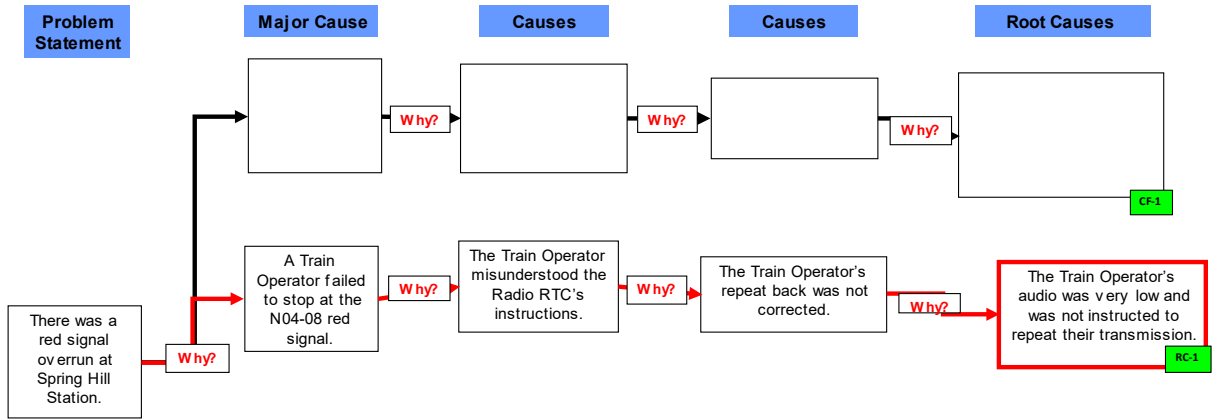 Problem
Statement
Major Cause
Causes
Causes
Root Causes
Why?
Why?
Why?
CF-1
There was a
red signal
overrun at
Spring Hill
Station.
Why?
A Train
Operator failed
to stop at the
N04-08 red
signal.
Why?
The Train Operator
misunderstood the
Radio RTC's
instructions.
Why?
The Train Operator's
repeat back was not
corrected.
Why?
The Train Operator's
audio was very low and
was not instructed to
repeat their transmission.
RC-1